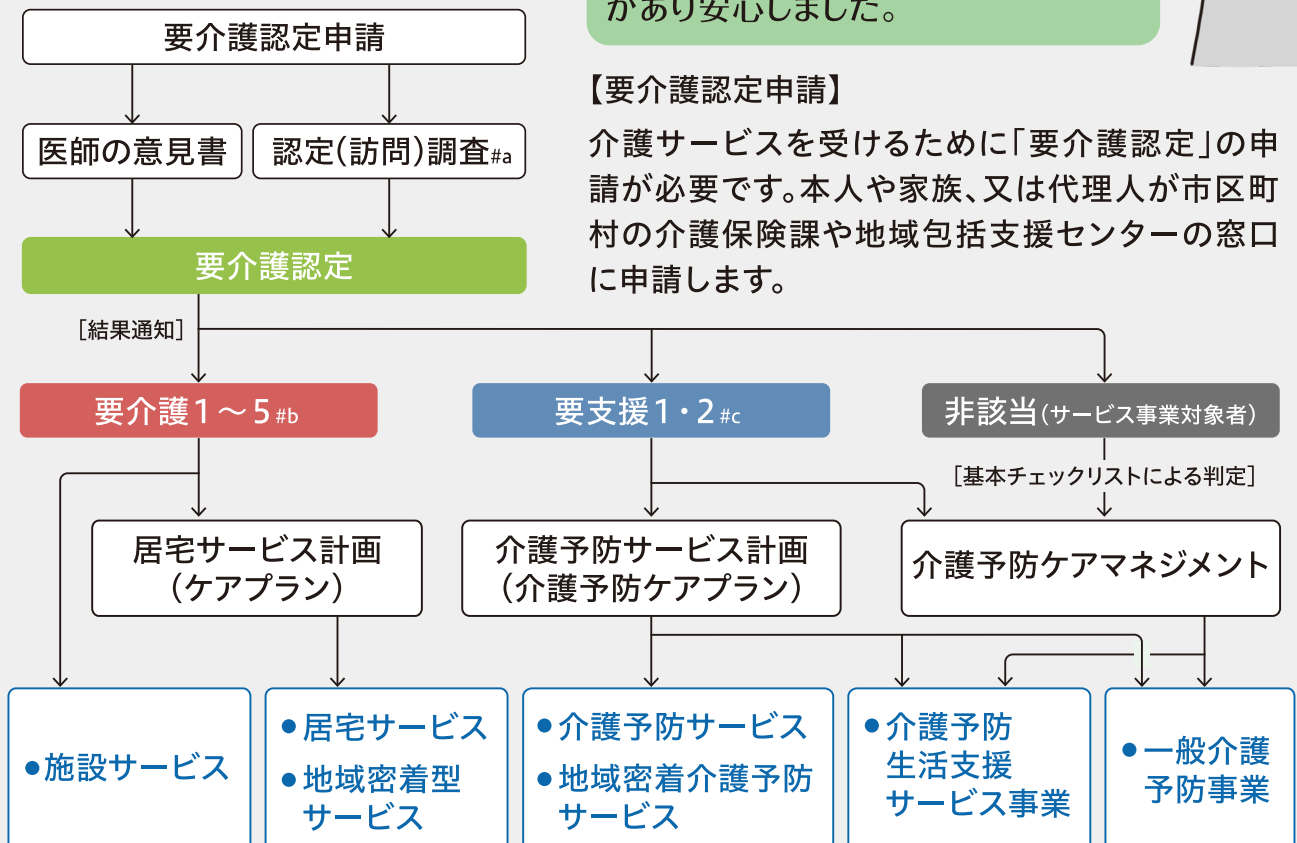 があり安心しました。
要介護認定申請
医師の意見書
認定(訪問)調査#a
要介護認定
【要介護認定申請】
介護サービスを受けるために「要介護認定」の申
請が必要です。本人や家族、又は代理人が市区町
村の介護保険課や地域包括支援センターの窓口
に申請します。
［結果通知］
要介護1～5#b
要支援1・2#c
非該当(サービス事業対象者)
［基本チェックリストによる判定］
居宅サービス計画
(ケアプラン)
介護予防サービス計画
(介護予防ケアプラン)
介護予防ケアマネジメント
●施設サービス
●居宅サービス
●地域密着型
サービス
●介護予防サービス
●地域密着介護予防
サービス
●介護予防
生活支援
サービス事業
●一般介護
予防事業